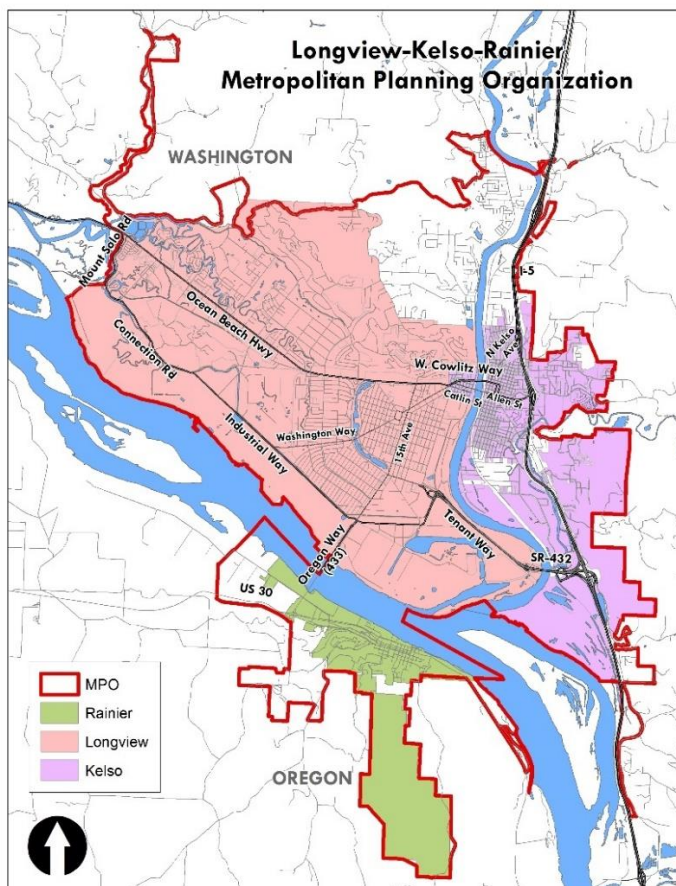 Longview-Kelso-Rainier
Metropolitan Planning Organization
WASHINGTON
Mount Solo Rd
I-5
Ocean Beach Hwy
N Kelso
Ave
Connection Rd
W. Cowlitz Way
Allen St
Catlin St
Industrial Way
Washington Way
15th Ave
Tenant Way
SR-432
Oregon Way
(433)
US 30
MPO
Rainier
Longview
Kelso
OREGON